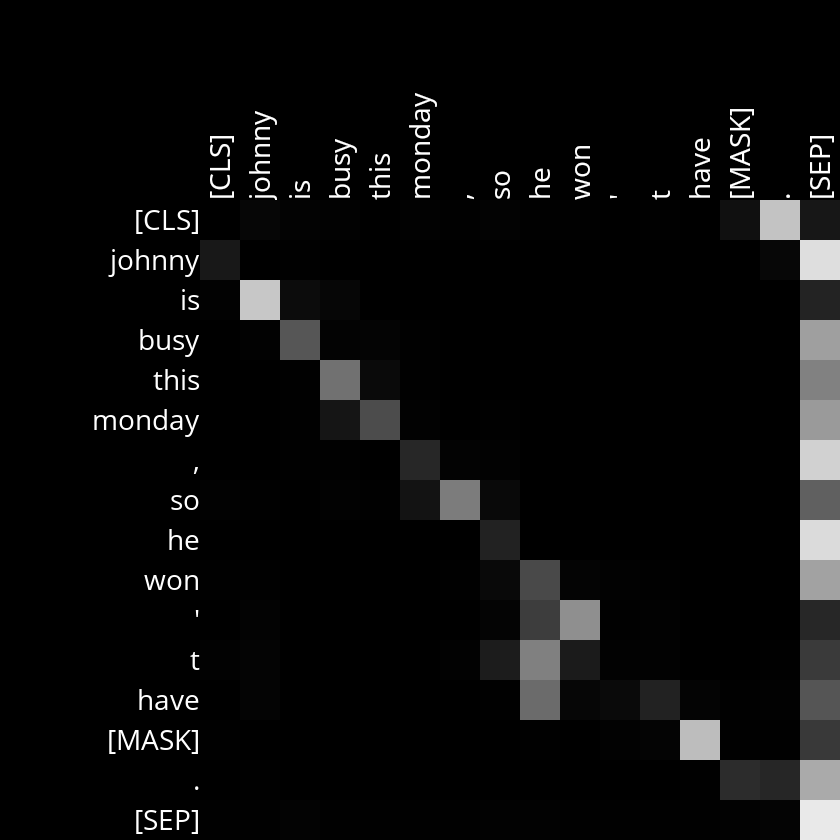 [CLS] johnny is busy this monday , so he won ' t have [MASK] . [SEP]
[CLS]
johnny
is
busy
this
monday
,
so
he
won
'
t
have
[MASK]
.
[SEP]